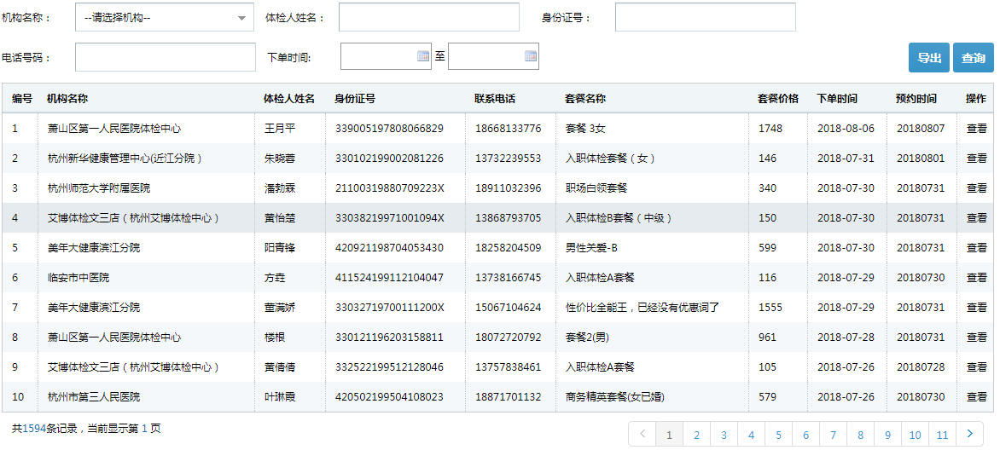 机构名称： --请选择机构-- 体检人姓名： 身份证号：
电话号码： 下单时间: 至 导出 查询
编号 机构名称 体检人姓名 身份证号 联系电话 套餐名称 套餐价格 下单时间 预约时间 操作
1 萧山区第一人民医院体检中心 王月平 339005197808066829 18668133776 套餐 3女 1748 2018-08-06 20180807 查看
2 杭州新华健康管理中心(近江分院） 朱晓蓉 330102199002081226 13732239553 入职体检套餐（女） 146 2018-07-31 20180801 查看
3 杭州师范大学附属医院 潘勃霖 21100319880709223X 18911032396 职场白领套餐 340 2018-07-30 20180731 查看
4 艾博体检文三店（杭州艾博体检中心） 黄怡楚 33038219971001094X 13868793705 入职体检B套餐（中级） 150 2018-07-30 20180731 查看
5 美年大健康滨江分院 阳青锋 420921198704053430 18258204509 男性关爱-B 599 2018-07-30 20180731 查看
6 临安市中医院 方垚 411524199112104047 13738166745 入职体检A套餐 116 2018-07-29 20180730 查看
7 美年大健康滨江分院 董满娇 33032719700111200X 15067104624 性价比全能王，已经没有优惠词了 1555 2018-07-29 20180731 查看
8 萧山区第一人民医院体检中心 楼根 330121196203158811 18072720792 套餐2(男) 961 2018-07-28 20180731 查看
9 艾博体检文三店（杭州艾博体检中心） 黄倩倩 332522199512128046 13757838461 入职体检A套餐 105 2018-07-26 20180728 查看
10 杭州市第三人民医院 叶琳霞 420502199504108023 18871701132 商务精英套餐(女已婚) 579 2018-07-26 20180730 查看
共1594条记录，当前显示第 1 页 < 1 2 3 4 5 6 7 8 9 10 11 >